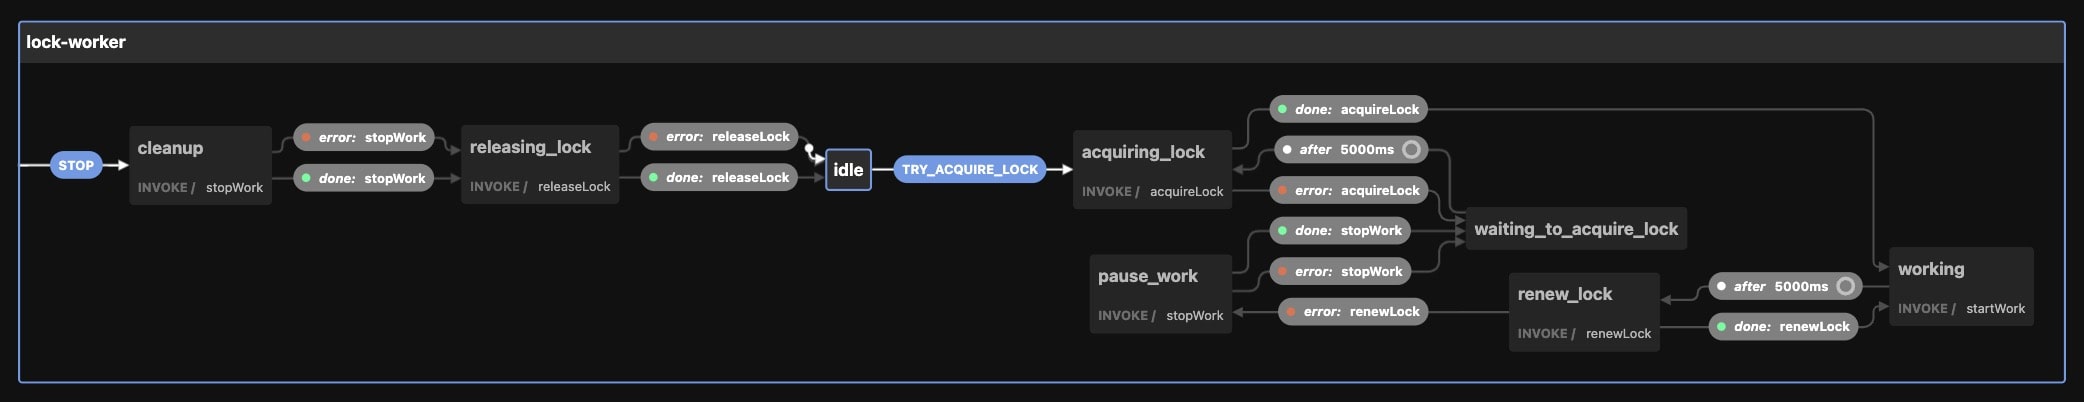 lock-worker
STOP
cleanup
INVOKE / stopWork
error: stopWork
done: stopWork
releasing_lock
INVOKE / releaseLock
error: releaseLock
done: releaseLock
idle
TRY_ACQUIRE_LOCK
acquiring_lock
INVOKE / acquireLock
done: acquireLock
after 5000ms
error: acquireLock
done: stopWork
error: stopWork
error: renewLock
pause_work
INVOKE / stopWork
waiting_to_acquire_lock
renew_lock
INVOKE / renewLock
after 5000ms
done: renewLock
working
INVOKE / startWork